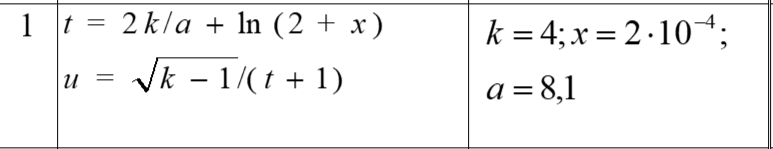 1
t = 2k/a + ln (2 + x)
u = √k − 1/(t + 1)
k = 4; x = 2·10⁻⁴;
a = 8,1